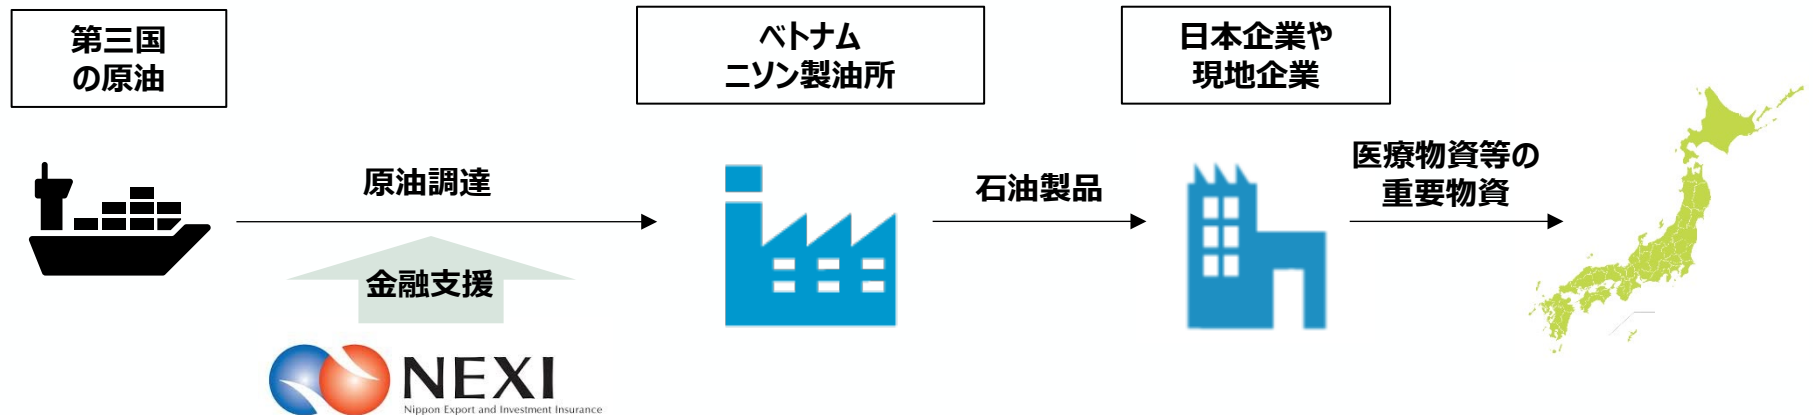 第三国
の原油
ベトナム
ニソン製油所
日本企業や
現地企業
原油調達
石油製品
医療物資等の
重要物資
金融支援
NEXI
Nippon Export and Investment Insurance